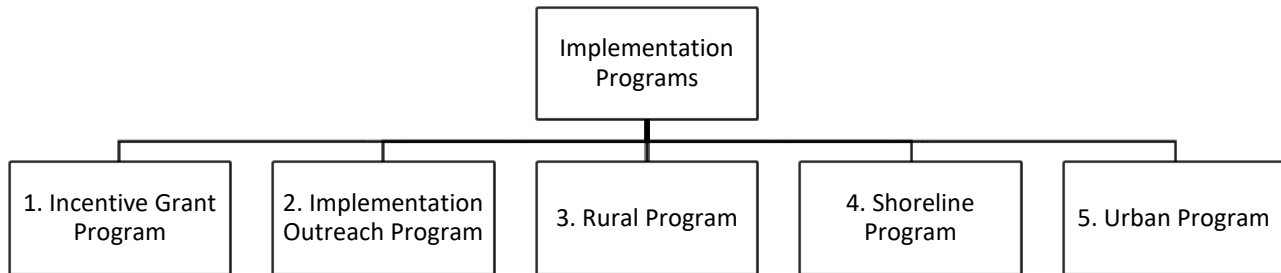 Implementation
Programs
1. Incentive Grant
Program
2. Implementation
Outreach Program
3. Rural Program
4. Shoreline
Program
5. Urban Program